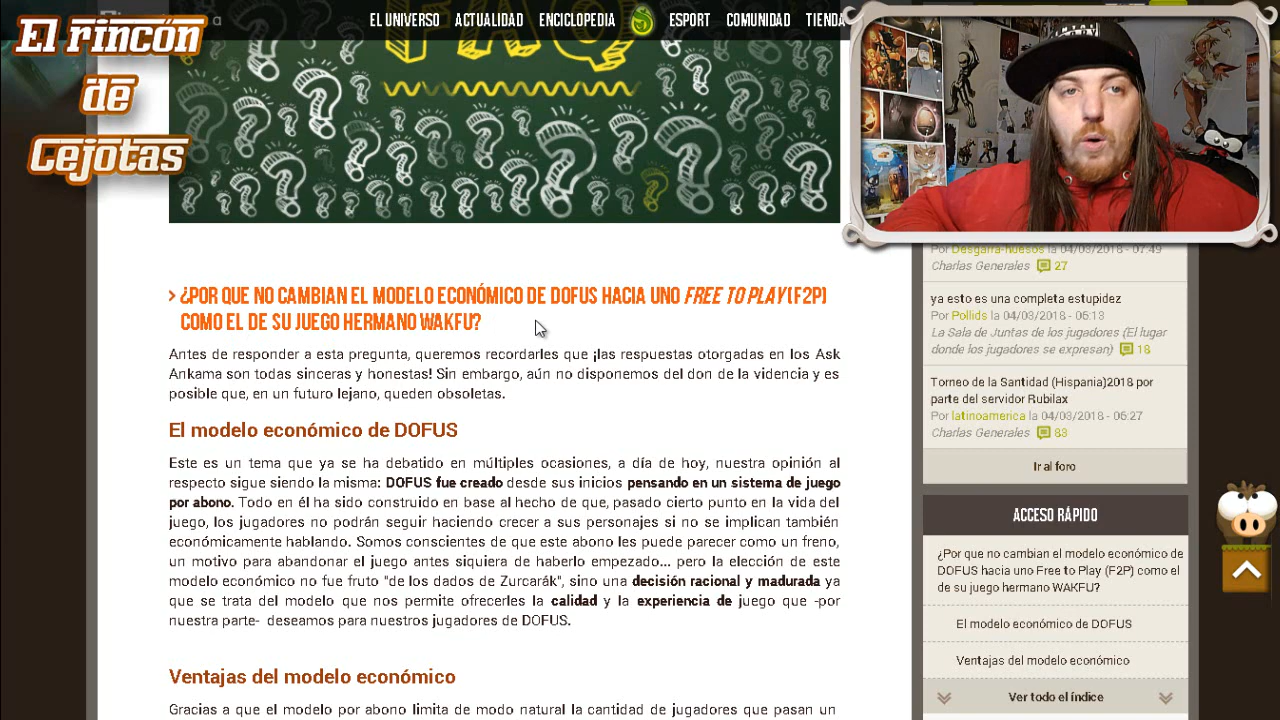 El rincón
de
Cejotas
EL UNIVERSO ACTUALIDAD ENCICLOPEDIA ESPORT COMUNIDAD TIENDA
FAQ
¿POR QUE NO CAMBIAN EL MODELO ECONÓMICO DE DOFUS HACIA UNO FREE TO PLAY (F2P)
COMO EL DE SU JUEGO HERMANO WAKFU?
Antes de responder a esta pregunta, queremos recordarles que ¡las respuestas otorgadas en los Ask
Ankama son todas sinceras y honestas! Sin embargo, aún no disponemos del don de la videncia y es
posible que, en un futuro lejano, queden obsoletas.
El modelo económico de DOFUS
Este es un tema que ya se ha debatido en múltiples ocasiones, a día de hoy, nuestra opinión al
respecto sigue siendo la misma: DOFUS fue creado desde sus inicios pensando en un sistema de juego
por abono. Todo en él ha sido construido en base al hecho de que, pasado cierto punto en la vida del
juego, los jugadores no podrán seguir haciendo crecer a sus personajes si no se implican también
económicamente hablando. Somos conscientes de que este abono les puede parecer como un freno,
un motivo para abandonar el juego antes siquiera de haberlo empezado... pero la elección de este
modelo económico no fue fruto "de los dados de Zurcarák", sino una decisión racional y madurada ya
que se trata del modelo que nos permite ofrecerles la calidad y la experiencia de juego que -por
nuestra parte- deseamos para nuestros jugadores de DOFUS.
Ventajas del modelo económico
Gracias a que el modelo por abono limita de modo natural la cantidad de jugadores que pasan un
Por Desgarra-huesos la 04/03/2018 - 07:49
Charlas Generales 27
ya esto es una completa estupidez
Por Pollids la 04/03/2018 - 06:13
La Sala de Juntas de los jugadores (El lugar
donde los jugadores se expresan) 18
Torneo de la Santidad (Hispania)2018 por
parte del servidor Rubilax
Por latinoamerica la 04/03/2018 - 06:27
Charlas Generales 83
Ir al foro
ACCESO RÁPIDO
¿Por que no cambian el modelo económico de
DOFUS hacia uno Free to Play (F2P) como el
de su juego hermano WAKFU?
El modelo económico de DOFUS
Ventajas del modelo económico
Ver todo el índice